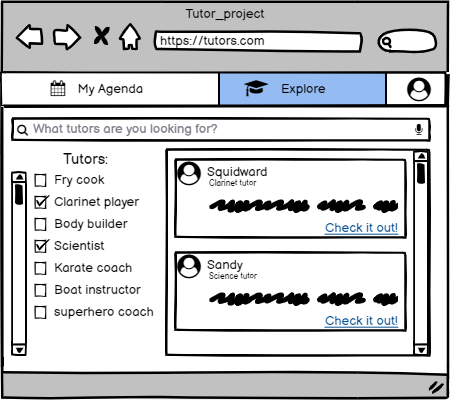 Tutor_project
https://tutors.com
My Agenda
Explore
What tutors are you looking for?
Tutors:
Fry cook
Clarinet player
Body builder
Scientist
Karate coach
Boat instructor
superhero coach
Squidward
Clarinet tutor
Check it out!
Sandy
Science tutor
Check it out!